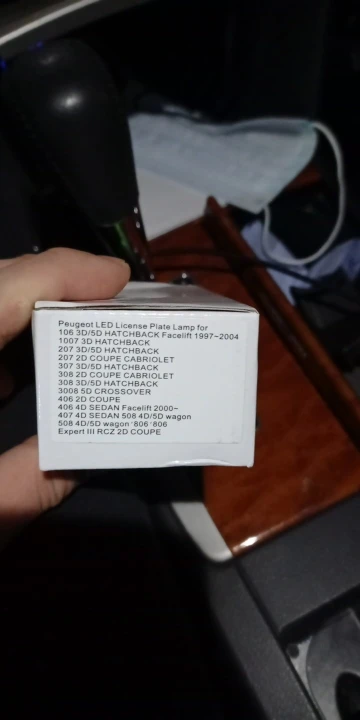 Peugeot LED License Plate Lamp for
106 3D/5D HATCHBACK Facelift 1997~2004
1007 3D HATCHBACK
207 3D/5D HATCHBACK
207 2D COUPE CABRIOLET
307 3D/5D HATCHBACK
308 2D COUPE CABRIOLET
308 3D/5D HATCHBACK
3008 5D CROSSOVER
406 2D COUPE
406 4D SEDAN Facelift 2000~
407 4D SEDAN 508 4D/5D wagon
508 4D/5D wagon '806'806
Expert III RCZ 2D COUPE